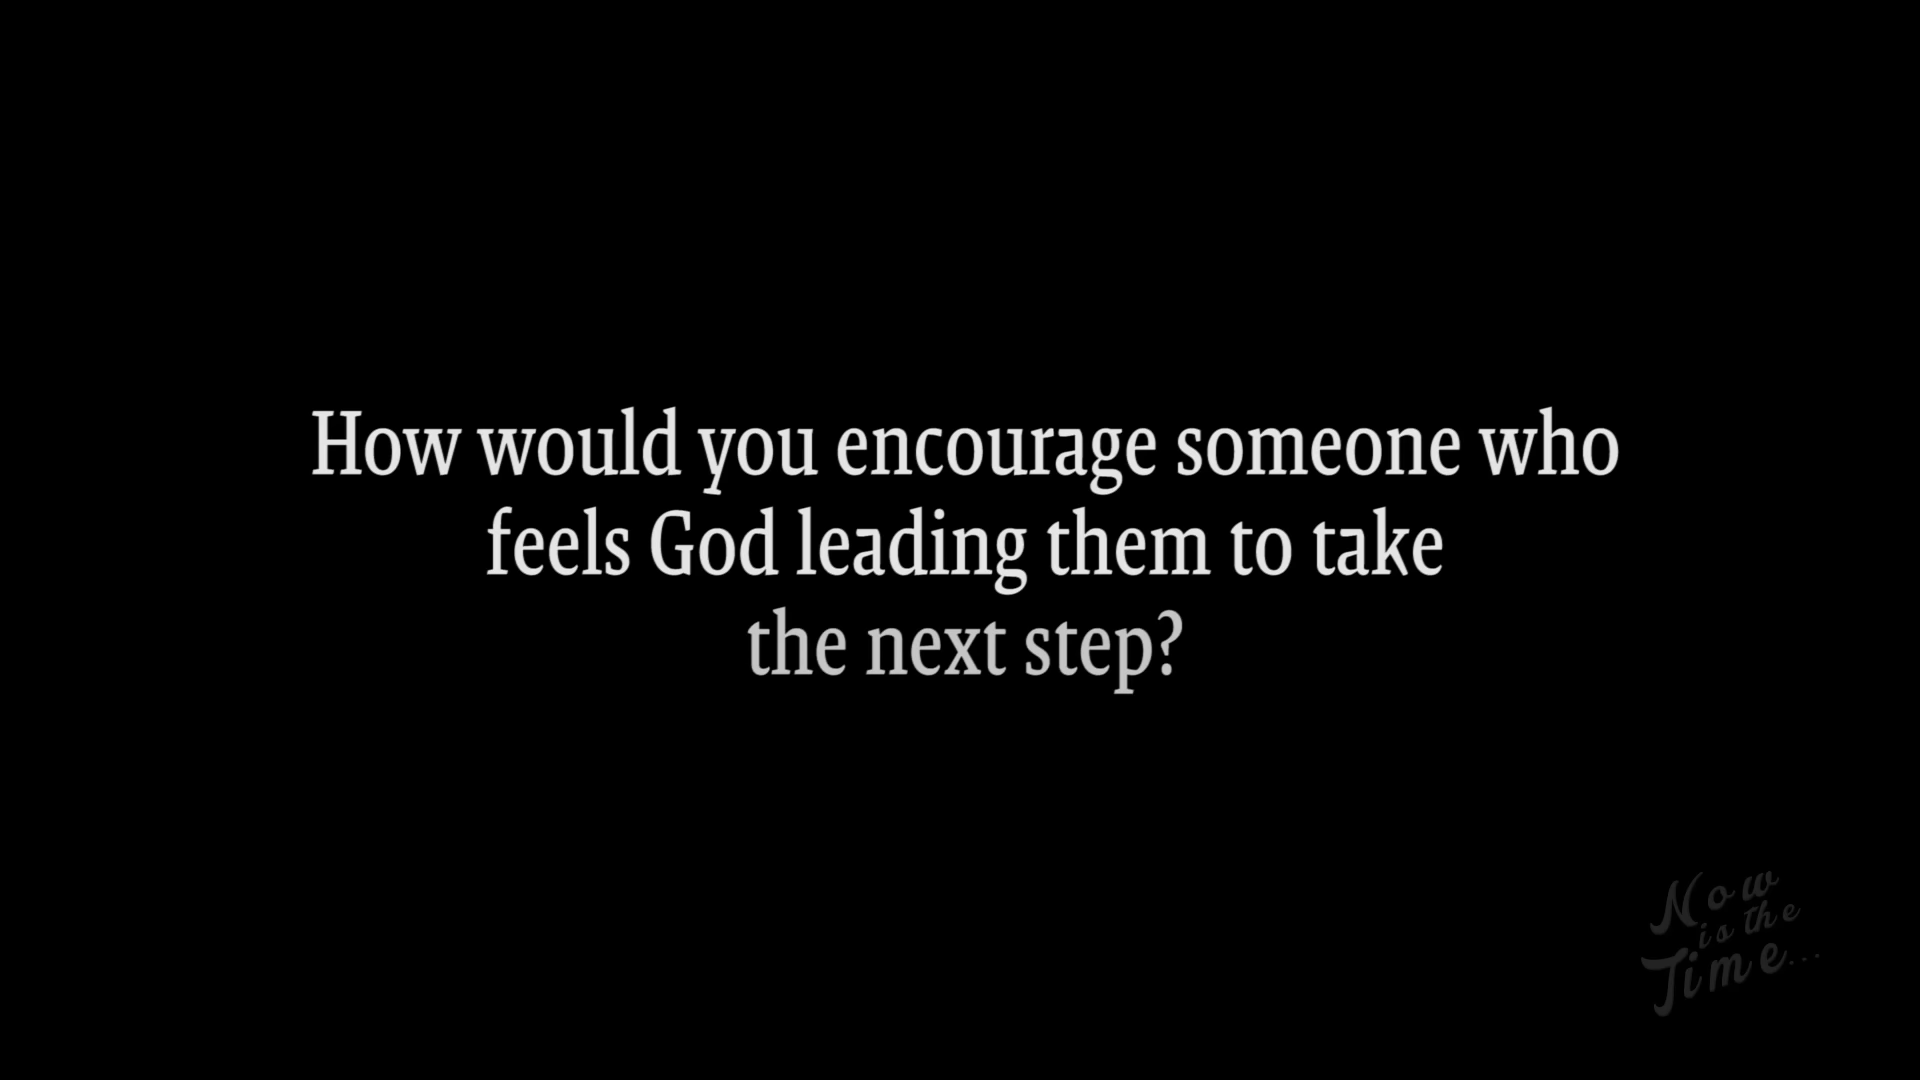 How would you encourage someone who
feels God leading them to take
the next step?
Now
is the
Time...